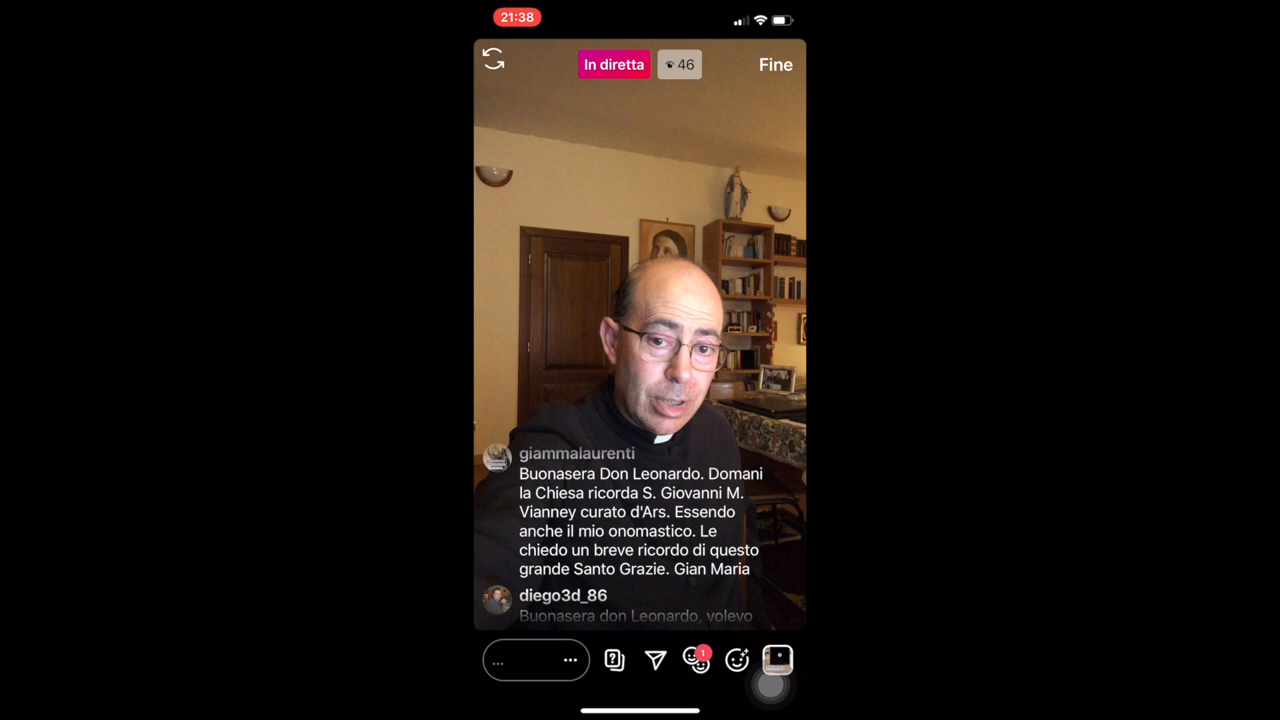 21:38
In diretta
46
Fine
giammalaurenti
Buonasera Don Leonardo. Domani
la Chiesa ricorda S. Giovanni M.
Vianney curato d'Ars. Essendo
anche il mio onomastico. Le
chiedo un breve ricordo di questo
grande Santo Grazie. Gian Maria
diego3d_86
Buonasera don Leonardo, volevo
...
1